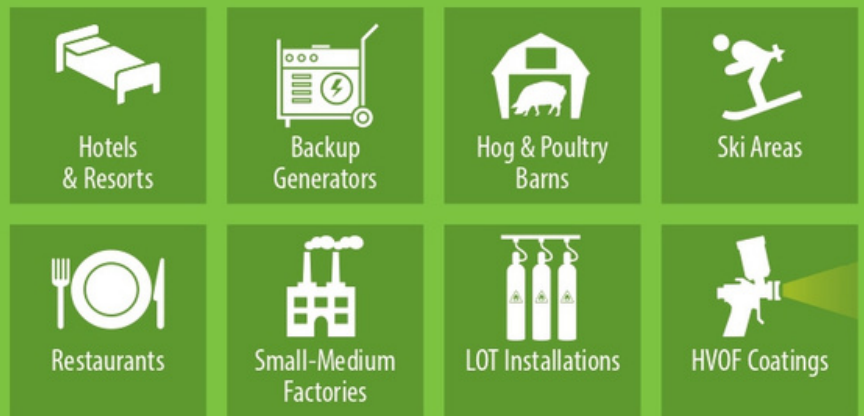 Hotels
& Resorts
Backup
Generators
Hog & Poultry
Barns
Ski Areas
Restaurants
Small-Medium
Factories
LOT Installations
HVOF Coatings